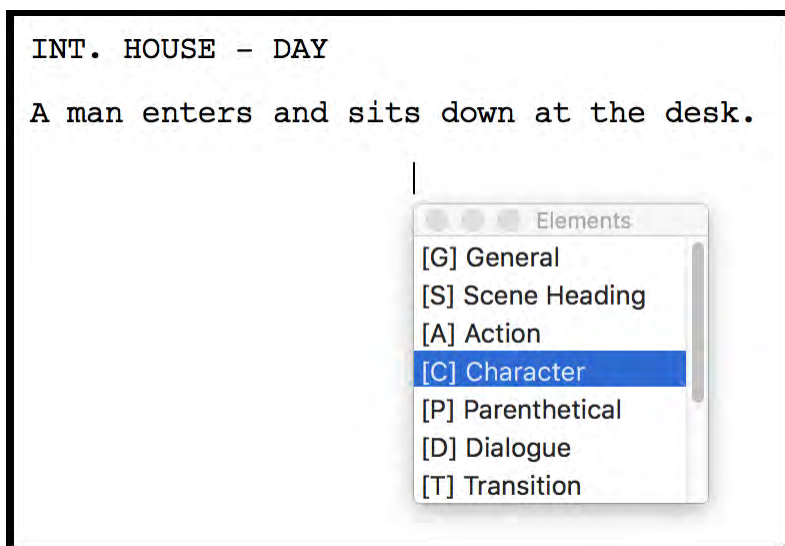 INT. HOUSE – DAY
A man enters and sits down at the desk.
Elements
[G] General
[S] Scene Heading
[A] Action
[C] Character
[P] Parenthetical
[D] Dialogue
[T] Transition